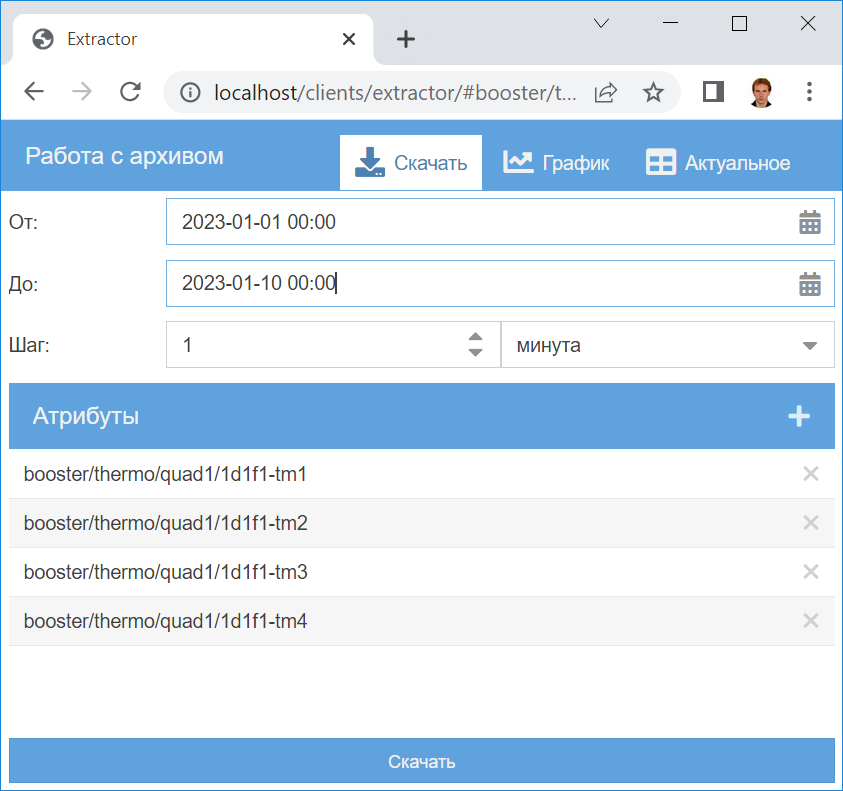 Extractor
localhost/clients/extractor/#booster/t...
Работа с архивом
Скачать
График
Актуальное
От:
2023-01-01 00:00
До:
2023-01-10 00:00
Шаг:
1
минута
Атрибуты
booster/thermo/quad1/1d1f1-tm1
booster/thermo/quad1/1d1f1-tm2
booster/thermo/quad1/1d1f1-tm3
booster/thermo/quad1/1d1f1-tm4
Скачать